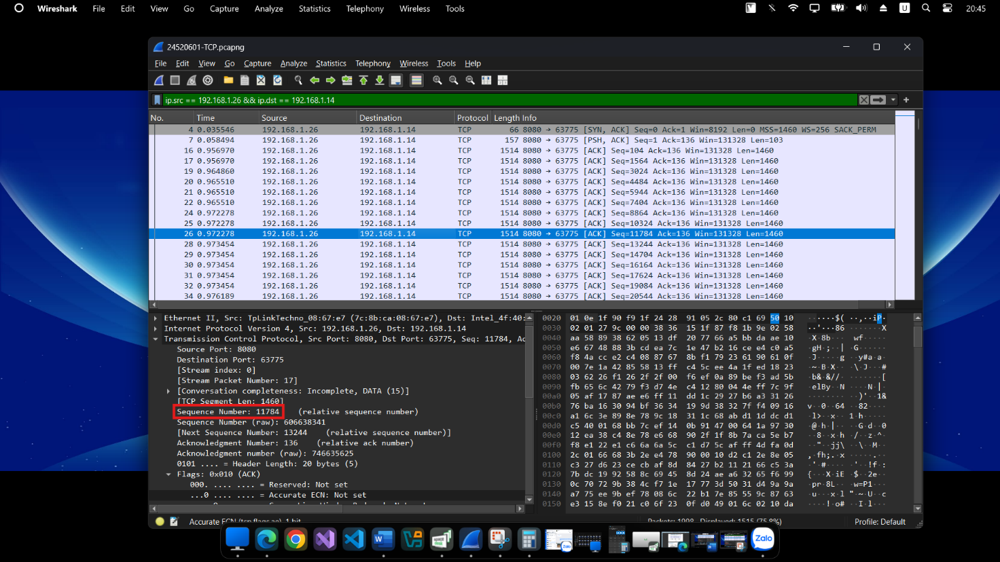 Wireshark File Edit View Go Capture Analyze Statistics Telephony Wireless Tools U 20:45
24520601-TCP.pcapng
File Edit View Go Capture Analyze Statistics Telephony Wireless Tools Help
ip.src == 192.168.1.26 && ip.dst == 192.168.1.14
No. Time Source Destination Protocol Length Info
4 0.035546 192.168.1.26 192.168.1.14 TCP 66 8080 → 63775 [SYN, ACK] Seq=0 Ack=1 Win=8192 Len=0 MSS=1460 WS=256 SACK_PERM
7 0.058494 192.168.1.26 192.168.1.14 TCP 157 8080 → 63775 [PSH, ACK] Seq=1 Ack=136 Win=131328 Len=103
16 0.956970 192.168.1.26 192.168.1.14 TCP 1514 8080 → 63775 [ACK] Seq=104 Ack=136 Win=131328 Len=1460
17 0.956970 192.168.1.26 192.168.1.14 TCP 1514 8080 → 63775 [ACK] Seq=1564 Ack=136 Win=131328 Len=1460
19 0.964860 192.168.1.26 192.168.1.14 TCP 1514 8080 → 63775 [ACK] Seq=3024 Ack=136 Win=131328 Len=1460
20 0.965510 192.168.1.26 192.168.1.14 TCP 1514 8080 → 63775 [ACK] Seq=4484 Ack=136 Win=131328 Len=1460
21 0.965510 192.168.1.26 192.168.1.14 TCP 1514 8080 → 63775 [ACK] Seq=5944 Ack=136 Win=131328 Len=1460
22 0.965510 192.168.1.26 192.168.1.14 TCP 1514 8080 → 63775 [ACK] Seq=7404 Ack=136 Win=131328 Len=1460
24 0.972278 192.168.1.26 192.168.1.14 TCP 1514 8080 → 63775 [ACK] Seq=8864 Ack=136 Win=131328 Len=1460
25 0.972278 192.168.1.26 192.168.1.14 TCP 1514 8080 → 63775 [ACK] Seq=10324 Ack=136 Win=131328 Len=1460
26 0.972278 192.168.1.26 192.168.1.14 TCP 1514 8080 → 63775 [ACK] Seq=11784 Ack=136 Win=131328 Len=1460
28 0.973454 192.168.1.26 192.168.1.14 TCP 1514 8080 → 63775 [ACK] Seq=13244 Ack=136 Win=131328 Len=1460
29 0.973454 192.168.1.26 192.168.1.14 TCP 1514 8080 → 63775 [ACK] Seq=14704 Ack=136 Win=131328 Len=1460
30 0.973454 192.168.1.26 192.168.1.14 TCP 1514 8080 → 63775 [ACK] Seq=16164 Ack=136 Win=131328 Len=1460
31 0.973454 192.168.1.26 192.168.1.14 TCP 1514 8080 → 63775 [ACK] Seq=17624 Ack=136 Win=131328 Len=1460
32 0.973454 192.168.1.26 192.168.1.14 TCP 1514 8080 → 63775 [ACK] Seq=19084 Ack=136 Win=131328 Len=1460
34 0.976189 192.168.1.26 192.168.1.14 TCP 1514 8080 → 63775 [ACK] Seq=20544 Ack=136 Win=131328 Len=1460
Ethernet II, Src: TpLinkTechno_08:67:e7 (7c:8b:ca:08:67:e7), Dst: Intel_4f:40:
Internet Protocol Version 4, Src: 192.168.1.26, Dst: 192.168.1.14
Transmission Control Protocol, Src Port: 8080, Dst Port: 63775, Seq: 11784, Ac
Source Port: 8080
Destination Port: 63775
[Stream index: 0]
[Stream Packet Number: 17]
[Conversation completeness: Incomplete, DATA (15)]
[TCP Segment Len: 1460]
Sequence Number: 11784 (relative sequence number)
Sequence Number (raw): 606638341
[Next Sequence Number: 13244 (relative sequence number)]
Acknowledgment Number: 136 (relative ack number)
Acknowledgment number (raw): 746635625
0101 .... = Header Length: 20 bytes (5)
Flags: 0x010 (ACK)
000. .... .... = Reserved: Not set
...0 .... .... = Accurate ECN: Not set
0020 01 0e 1f 90 f9 1f 24 28 91 05 2c 80 c1 69 50 10
0030 02 01 27 9c 00 00 38 36 15 1f 87 f8 1b 9e 02 58
0040 aa 58 89 38 62 05 13 df 20 77 66 a5 bb da ae 10
0050 e6 67 48 88 3b cd ea 7c 1e 47 b2 16 ce e4 c0 a5
0060 f8 4a cc e2 c4 08 87 67 8b f1 79 23 61 90 61 0f
0070 00 7e 1a 42 85 58 13 ff c4 5c ee 4a 1f ed 18 23
0080 03 62 26 f1 26 2f 2f 00 f6 ef 0a 89 be f3 ad 5b
0090 fb 65 6c 42 79 f3 d7 4e c4 12 80 04 4e ff 7c 9f
00a0 05 af 17 87 ae e6 ff 11 dd 1c 29 27 b6 a3 31 26
00b0 76 ba 16 30 94 bf 36 34 19 9d 38 32 7f f4 09 16
00c0 a1 6c 3e 89 8e 78 9c 18 31 1c 68 ab d1 1d dc d1
00d0 c5 40 01 68 bb 7c ef 14 0b 91 47 00 64 1a 97 30
00e0 12 ea 38 c4 8e 78 e6 68 90 2f 1f 8b 7a ca 5e b7
00f0 f8 e1 22 e1 c6 6a 6a 5c c1 d7 5c af ff 4d fa 0d
0100 2c 01 66 68 3b 2e e4 78 90 00 10 d2 c1 2e 8e 05
0110 c3 27 d6 23 ce cb af 8d 84 27 b2 11 21 66 c5 3a
0120 7b dc 19 92 58 8c 69 45 8d 24 ae a6 32 65 f6 99
0130 0c 70 72 9b 38 4c f7 1e 17 77 3d 50 31 d4 9a 9a
0140 a7 75 ee 9b ef 78 08 6c 22 b1 7e 85 55 9c 87 63
0150 e3 15 8e f0 21 c0 6f 23 0f d0 49 01 6c 02 10 da
Accurate ECN (tcp.flags.ae), 1 bit
Packets: 1998 Displayed: 1515 (75.8%)
Profile: Default
Zalo